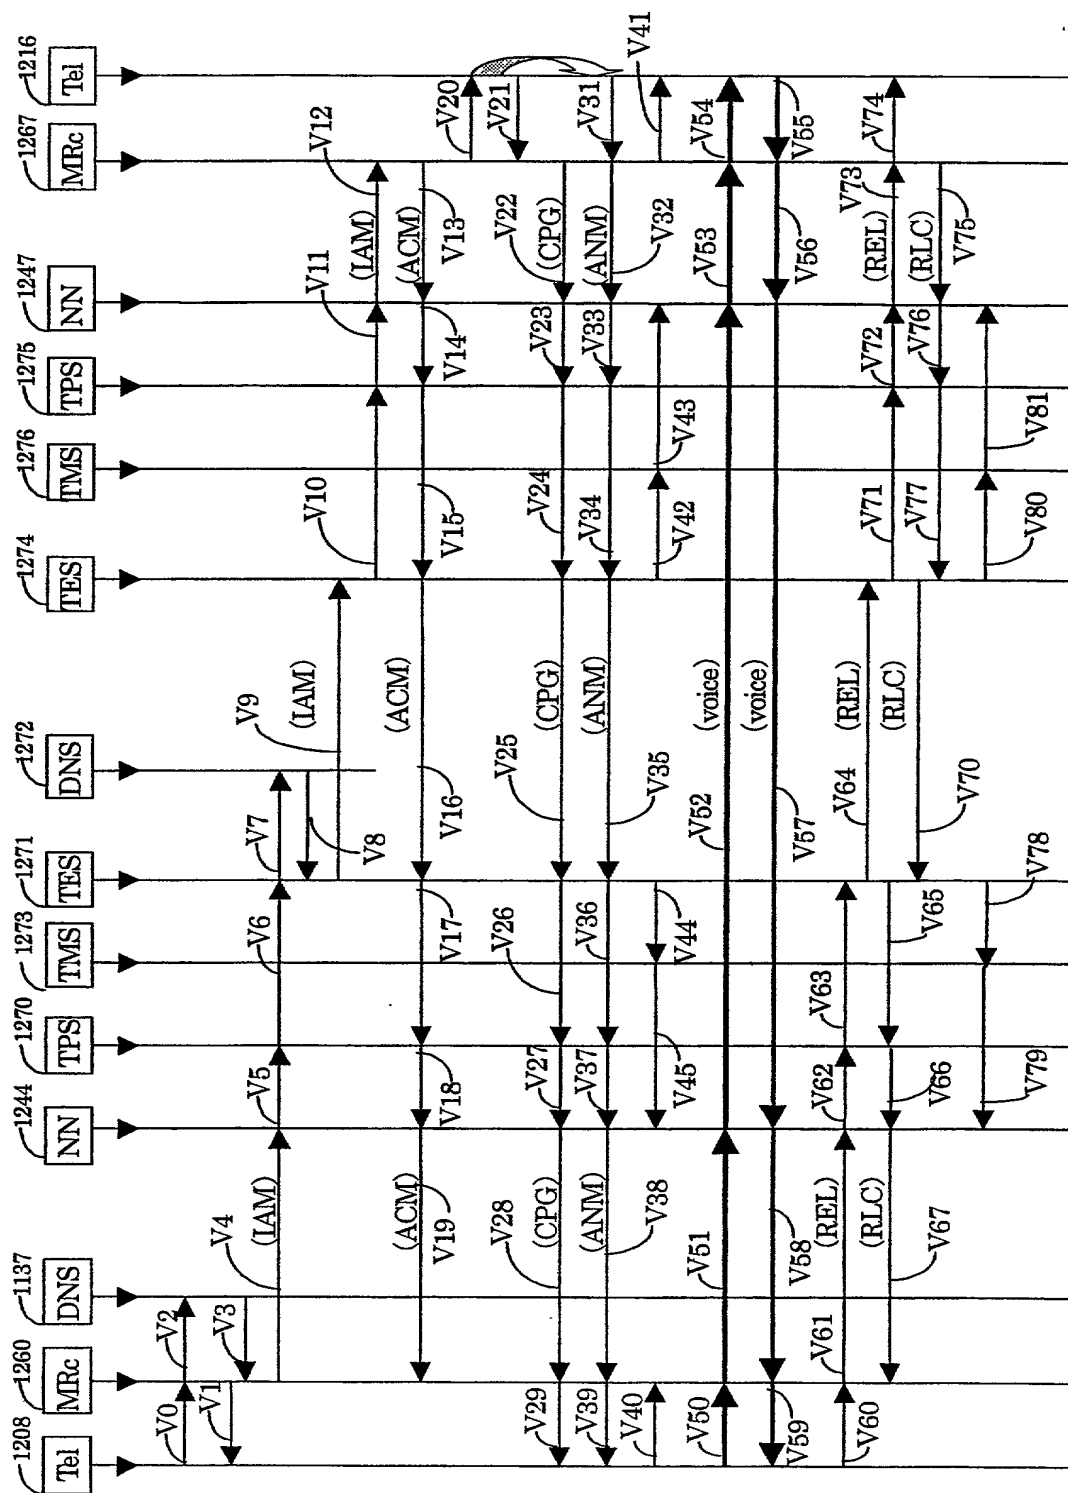 1216
Tel
1267
MRc
1247
NN
1275
TPS
1276
TMS
1274
TES
1272
DNS
1271
TES
1273
TMS
1270
TPS
1244
NN
1137
DNS
1260
MRc
1208
Tel
V0
V1
V2
V3
V4
(IAM)
V5
V6
V7
V8
V9
(IAM)
V10
V11
(IAM)
V12
(ACM)
V13
V14
V15
(ACM)
V16
V17
V18
(ACM)
V19
V20
V21
V22
(CPG)
V23
V24
(CPG)
V25
V26
V27
V28
(CPG)
V29
V31
(ANM)
V32
V33
V34
(ANM)
V35
V36
V37
(ANM)
V38
V39
V40
V41
V42
V43
V44
V45
V50
V51
V52
(voice)
V53
V54
V55
V56
(voice)
V57
V58
V59
V60
V61
(REL)
V62
V63
V64
(REL)
V65
V66
(RLC)
V67
(RLC)
V70
V71
V72
(REL)
V73
V74
(RLC)
V75
V76
V77
V78
V79
V80
V81